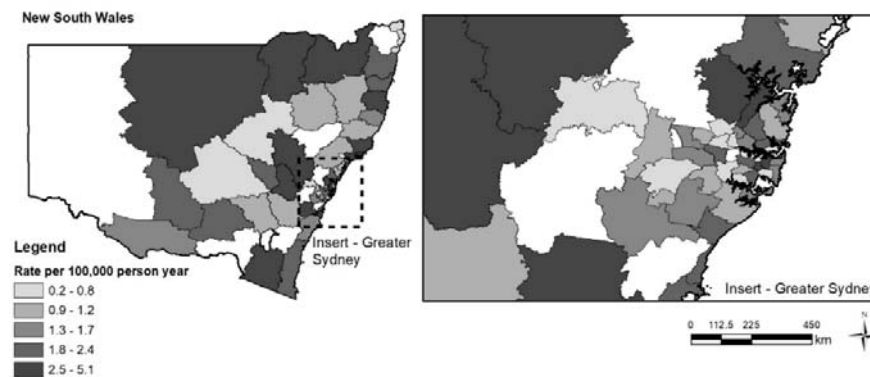 New South Wales
Insert - Greater
Sydney
Legend
Rate per 100,000 person year
0.2 - 0.8
0.9 - 1.2
1.3 - 1.7
1.8 - 2.4
2.5 - 5.1
Insert - Greater Sydney
0 112.5 225 450
km
N